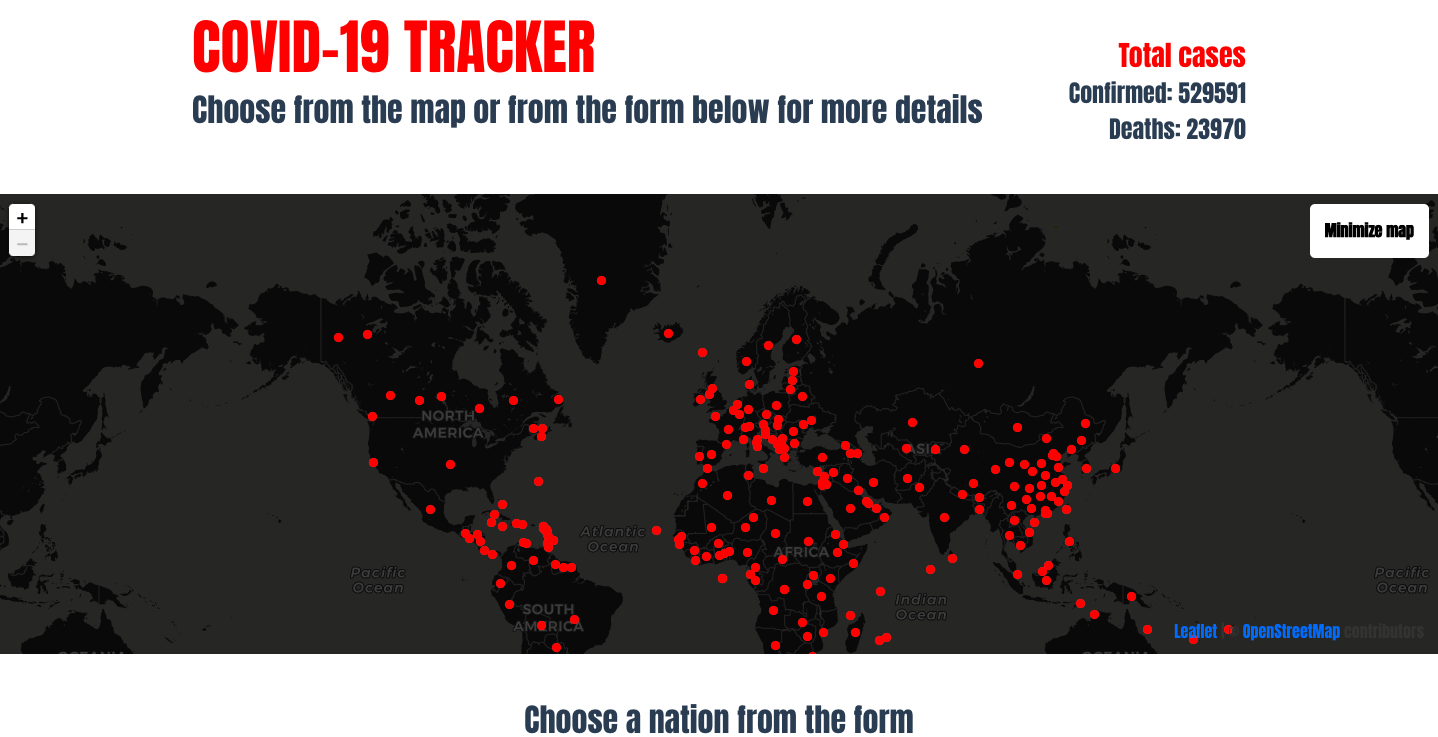 COVID-19 TRACKER
Choose from the map or from the form below for more details
Total cases
Confirmed: 529591
Deaths: 23970
+
−
Minimize map
NORTH
AMERICA
ASIA
Atlantic
Ocean
AFRICA
Pacific
Ocean
Pacific
Ocean
Indian
Ocean
SOUTH
AMERICA
Leaflet | © OpenStreetMap contributors
OCEANIA
OCEANIA
Choose a nation from the form